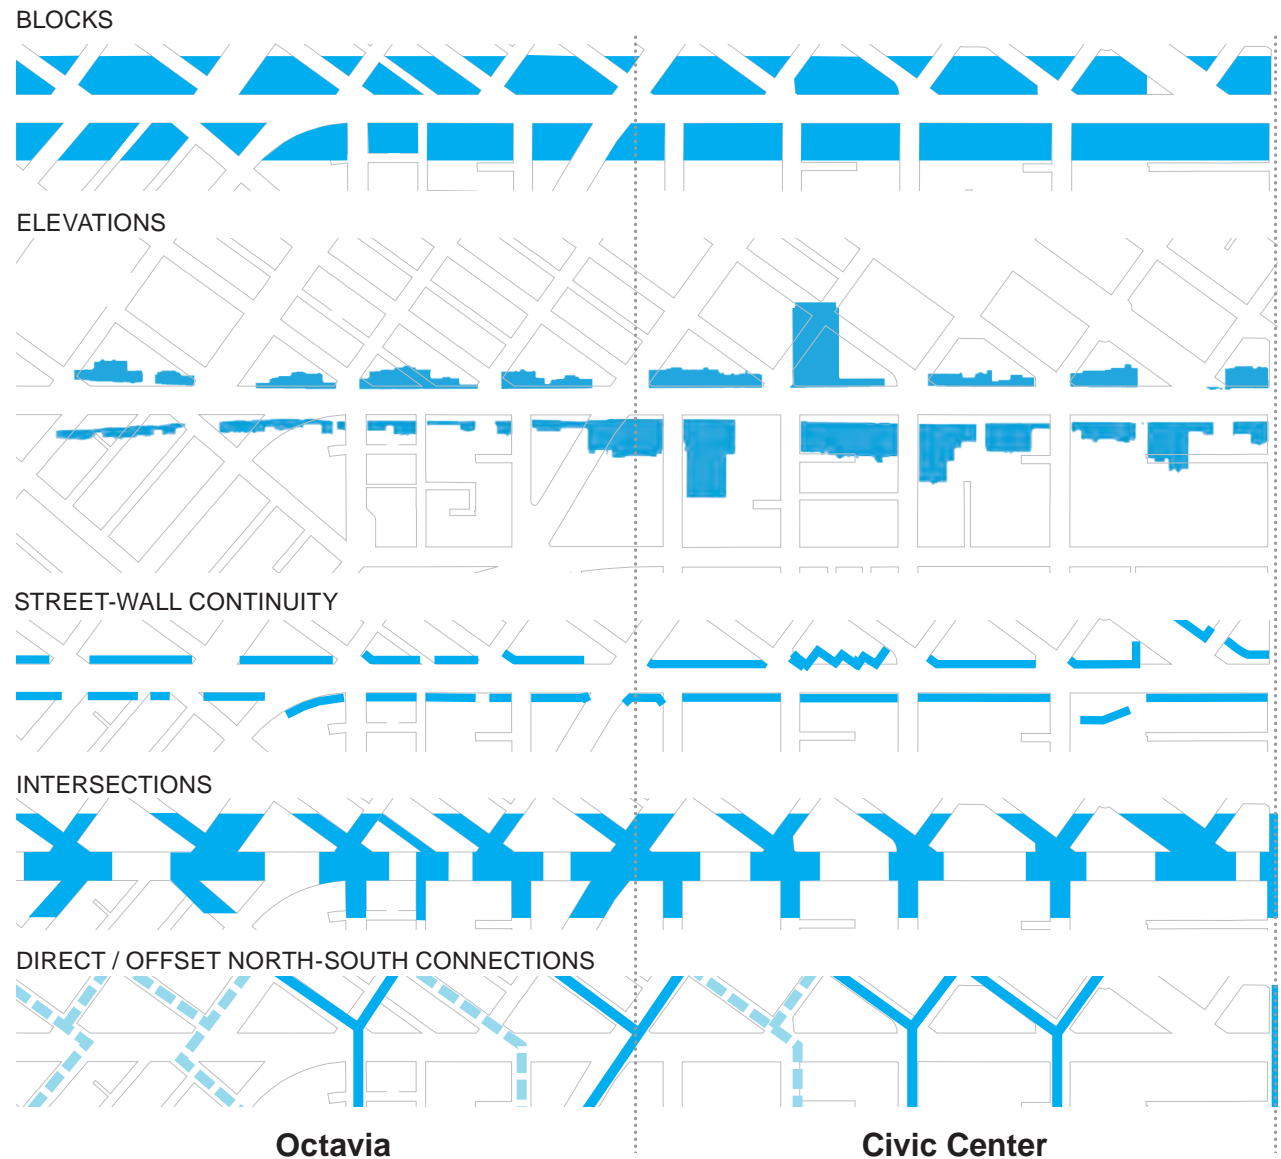 BLOCKS
ELEVATIONS
STREET-WALL CONTINUITY
INTERSECTIONS
DIRECT / OFFSET NORTH-SOUTH CONNECTIONS
Octavia
Civic Center